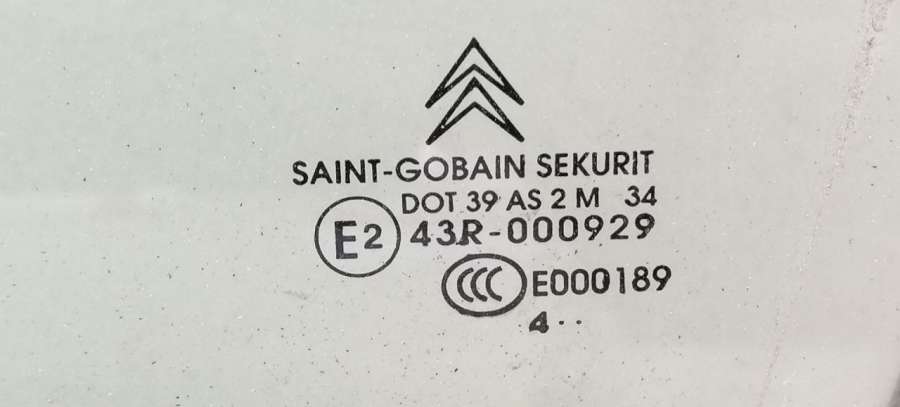 SAINT-GOBAIN SEKURIT
DOT 39 AS 2 M 34
E2 43R-000929
CCC E000189
4··